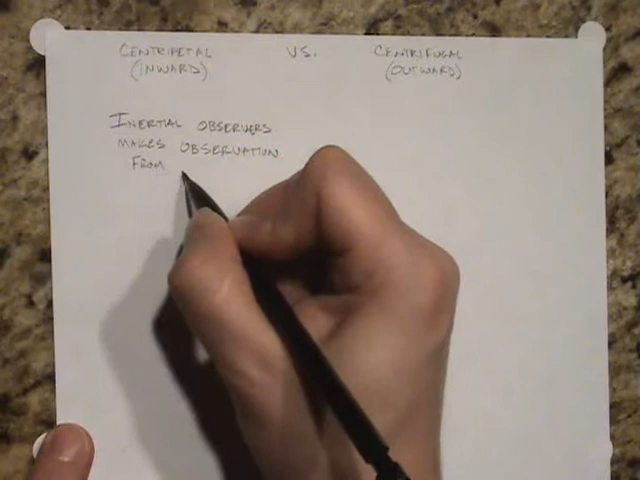 CENTRIPETAL VS. CENTRIFUGAL
(INWARD) (OUTWARD)
INERTIAL OBSERVERS
MAKES OBSERVATION
FROM